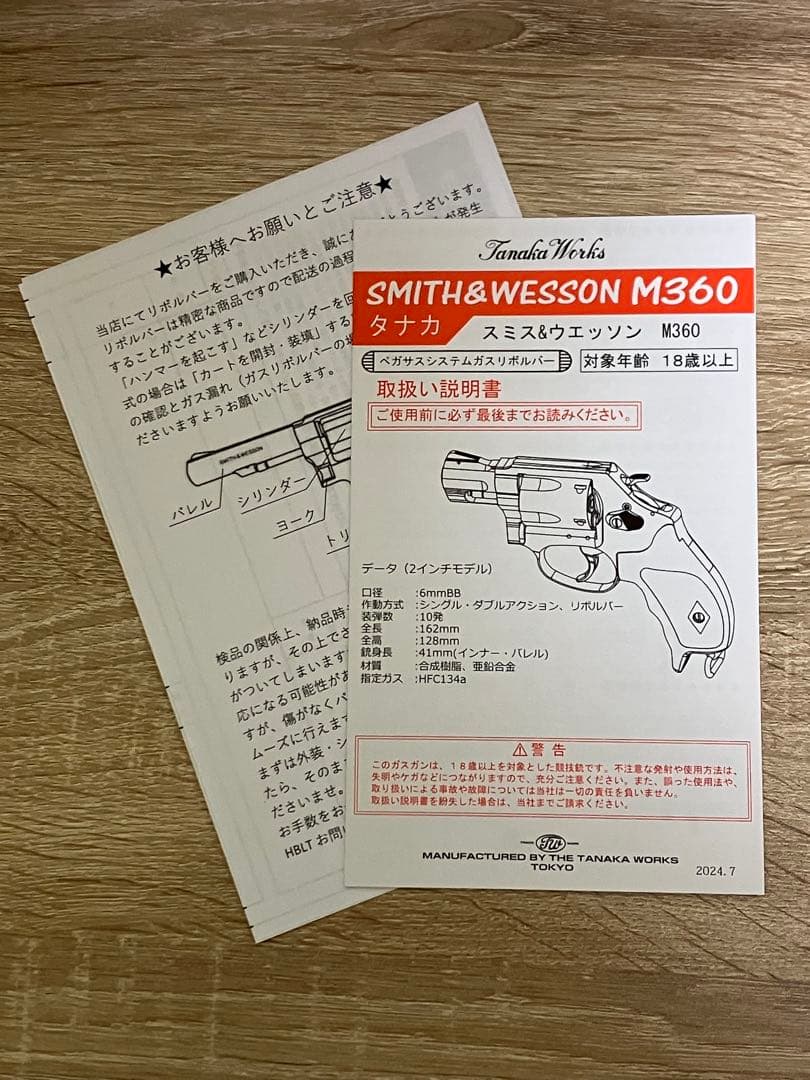 ★お客様へお願いとご注意★
当店にてリボルバーをご購入いただき、誠に
うございます。
リボルバーは精密な商品ですので配送の過程
が発生
することがございます。
「ハンマーを起こす」などシリンダーを回
式の場合は「カートを開封・装填」する
の確認とガス漏れ（ガスリボルバーの場
ださいますようお願いいたします。
SMITH&WESSON
バレル
シリンダー
ヨーク
トリ
検品の関係上、納品時
りますが、その上でさ
がついてしまいます
応になる可能性があ
すが、傷がなくバ
ムーズに行えます
まずは外装・シ
たら、そのま
ださいませ。
お手数をお
HBLT お問い
Tanaka Works
SMITH&WESSON M360
タナカ
スミス&ウエッソン M360
ペガサスシステムガスリボルバー
対象年齢 18歳以上
取扱い説明書
ご使用前に必ず最後までお読みください。
データ（2インチモデル）
口径 :6mmBB
作動方式 :シングル・ダブルアクション、リボルバー
装弾数 :10発
全長 :162mm
全高 :128mm
銃身長 :41mm(インナー・バレル)
材質 :合成樹脂、亜鉛合金
指定ガス :HFC134a
⚠警告
このガスガンは、18歳以上を対象とした競技銃です。不注意な発射や使用方法は、
失明やケガなどにつながりますので、充分ご注意ください。また、誤った使用法や、
取り扱いによる事故や故障については当社は一切の責任を負いません。
取扱い説明書を紛失した場合は、当社までご請求ください。
TW
MANUFACTURED BY THE TANAKA WORKS
TOKYO
2024.7